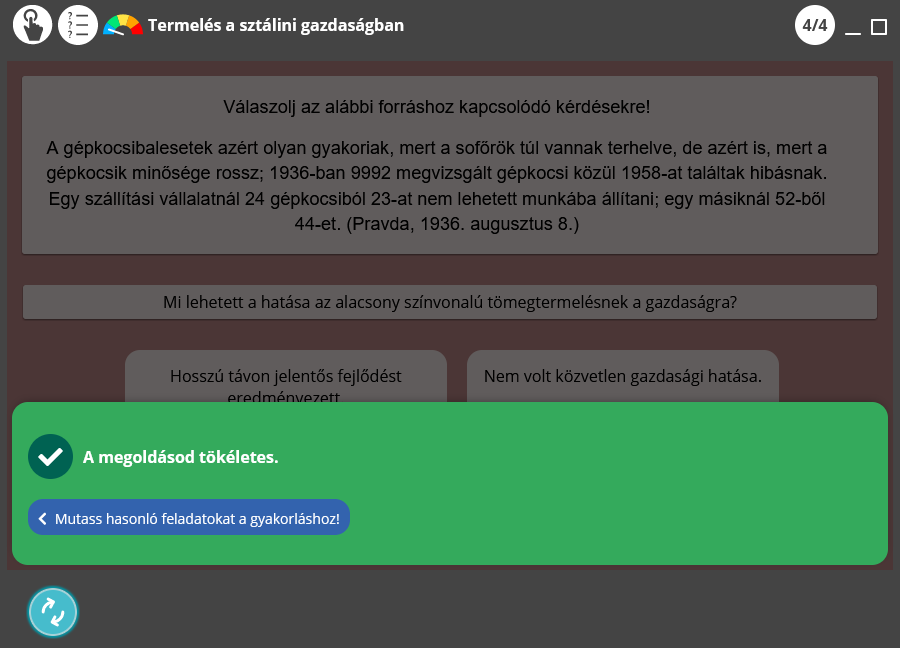 Termelés a sztálini gazdaságban
4/4
Válaszolj az alábbi forráshoz kapcsolódó kérdésekre!
A gépkocsibalesetek azért olyan gyakoriak, mert a sofőrök túl vannak terhelve, de azért is, mert a
gépkocsik minősége rossz; 1936-ban 9992 megvizsgált gépkocsi közül 1958-at találtak hibásnak.
Egy szállítási vállalatnál 24 gépkocsiból 23-at nem lehetett munkába állítani; egy másiknál 52-ből
44-et. (Pravda, 1936. augusztus 8.)
Mi lehetett a hatása az alacsony színvonalú tömegtermelésnek a gazdaságra?
Hosszú távon jelentős fejlődést
eredményezett
Nem volt közvetlen gazdasági hatása.
A megoldásod tökéletes.
Mutass hasonló feladatokat a gyakorláshoz!